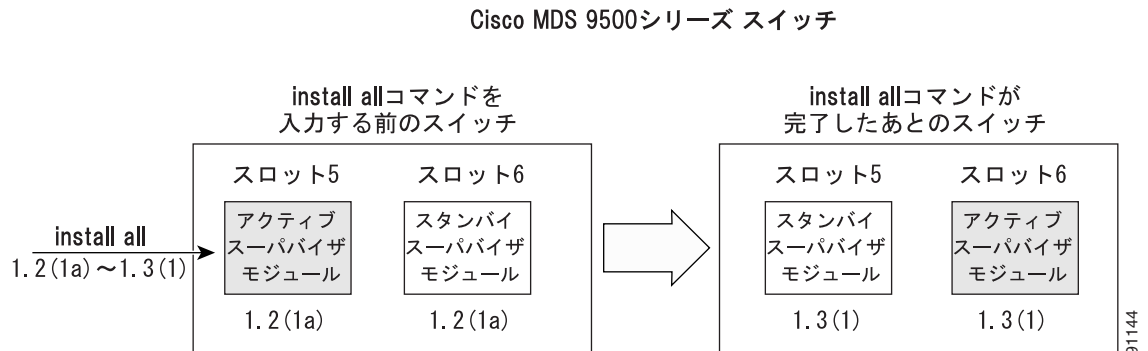 Cisco MDS 9500シリーズ スイッチ
install allコマンドを
入力する前のスイッチ
install allコマンドが
完了したあとのスイッチ
スロット5
スロット6
スロット5
スロット6
install all
1.2(1a)～1.3(1)
アクティブ
スーパバイザ
モジュール
スタンバイ
スーパバイザ
モジュール
スタンバイ
スーパバイザ
モジュール
アクティブ
スーパバイザ
モジュール
1.2(1a)
1.2(1a)
1.3(1)
1.3(1)
91144